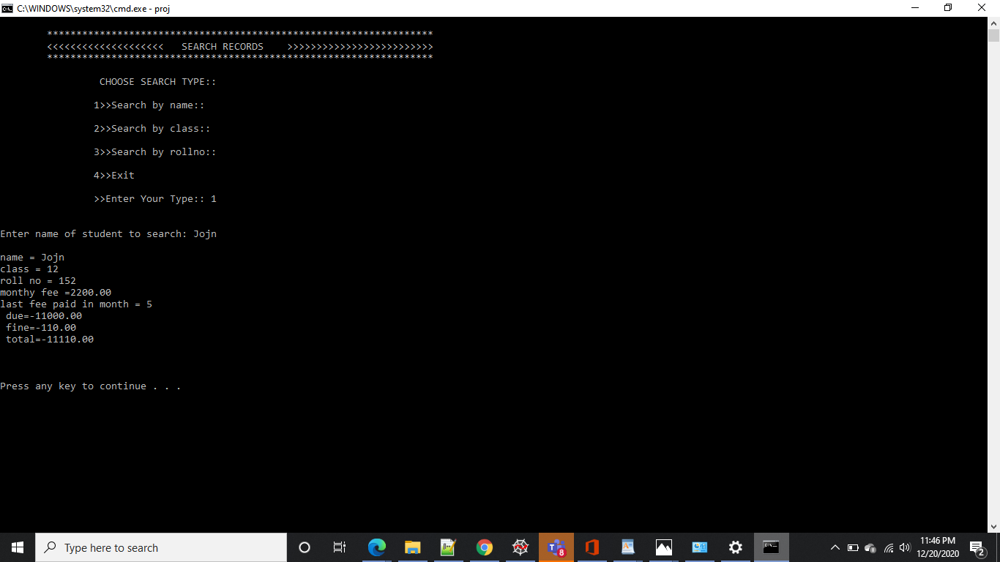 C:\WINDOWS\system32\cmd.exe - proj
******************************************************************
<<<<<<<<<<<<<<<<<<<<   SEARCH RECORDS    >>>>>>>>>>>>>>>>>>>>>>>>>
******************************************************************
CHOOSE SEARCH TYPE::
1>>Search by name::
2>>Search by class::
3>>Search by rollno::
4>>Exit
>>Enter Your Type:: 1
Enter name of student to search: Jojn
name = Jojn
class = 12
roll no = 152
monthy fee =2200.00
last fee paid in month = 5
due=-11000.00
fine=-110.00
total=-11110.00
Press any key to continue . . .
Type here to search
8
11:46 PM
12/20/2020
2